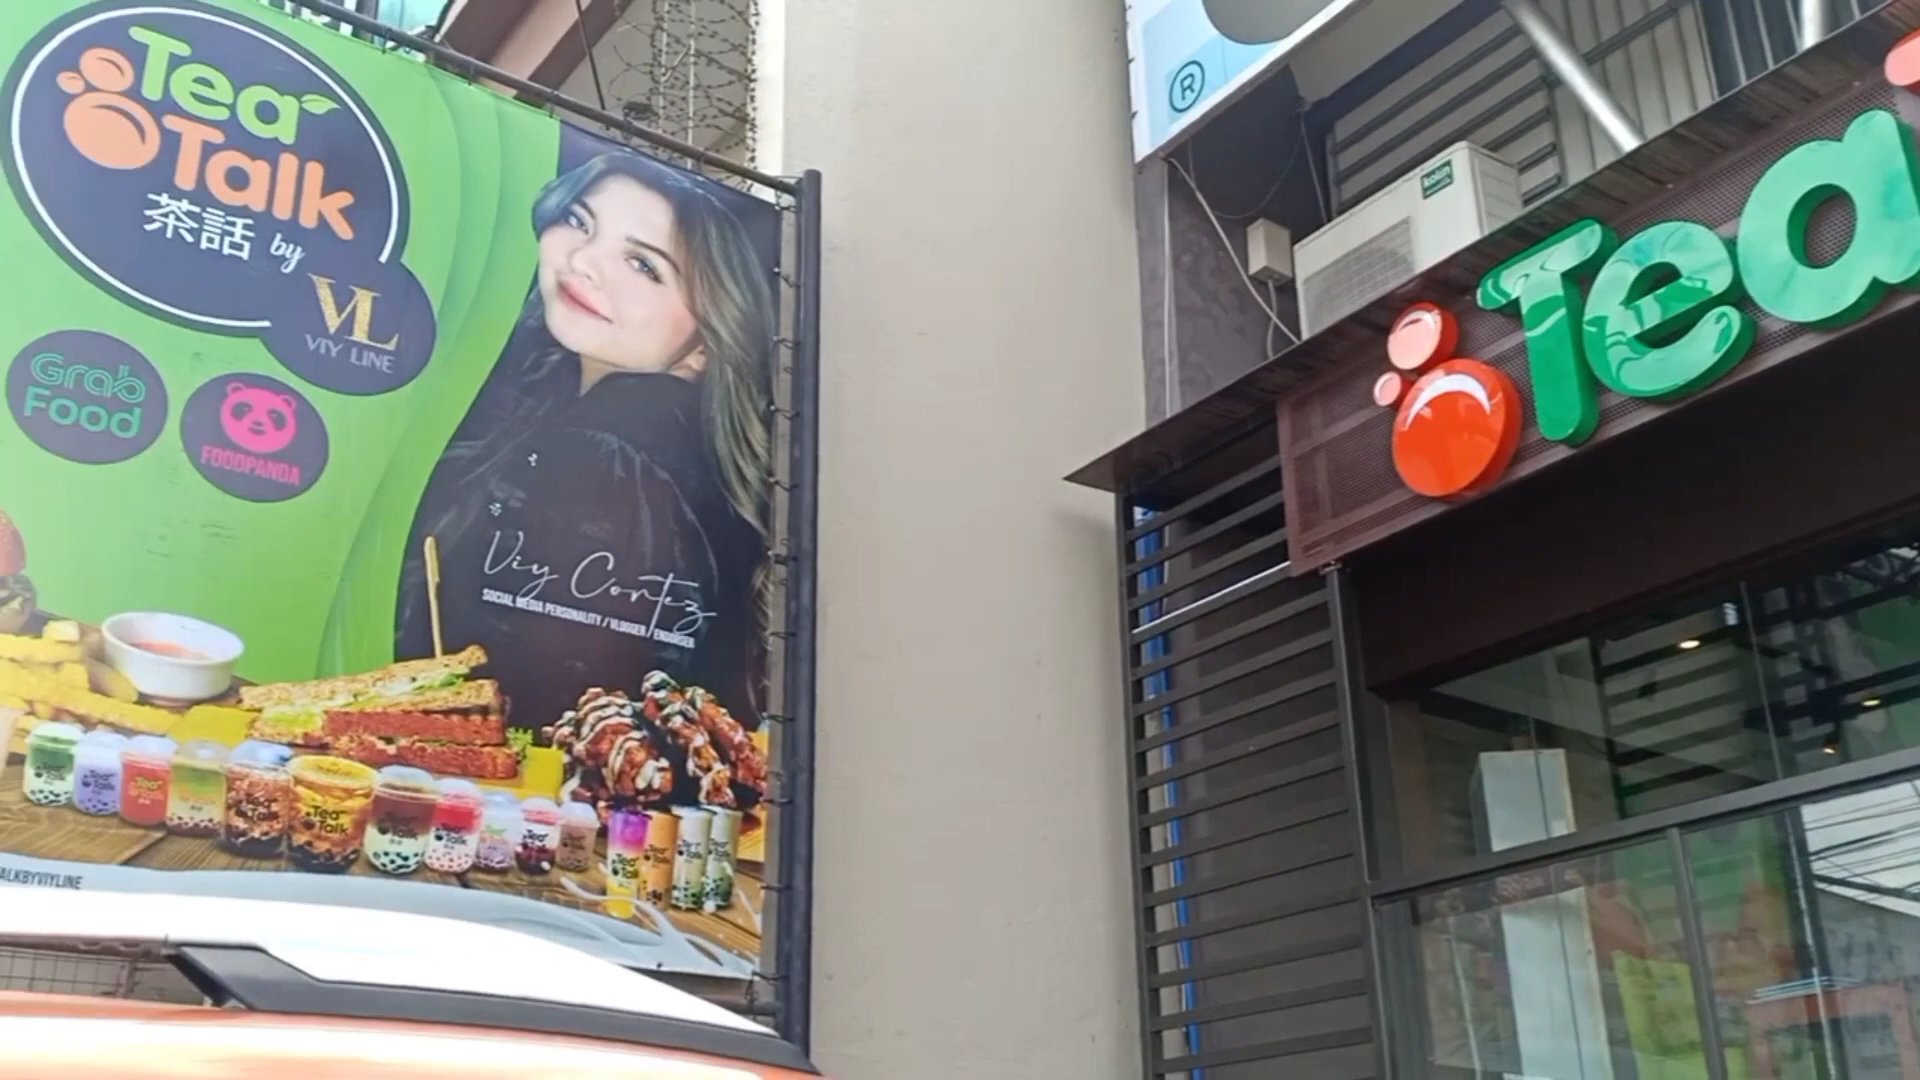 Tea
Talk
茶話 by
VL
VIY LINE
Grab
Food
FOODPANDA
Viy Cortez
SOCIAL MEDIA PERSONALITY / VLOGGER / ENDORSER
ALKBYVIYLINE
®
kolin
Tea